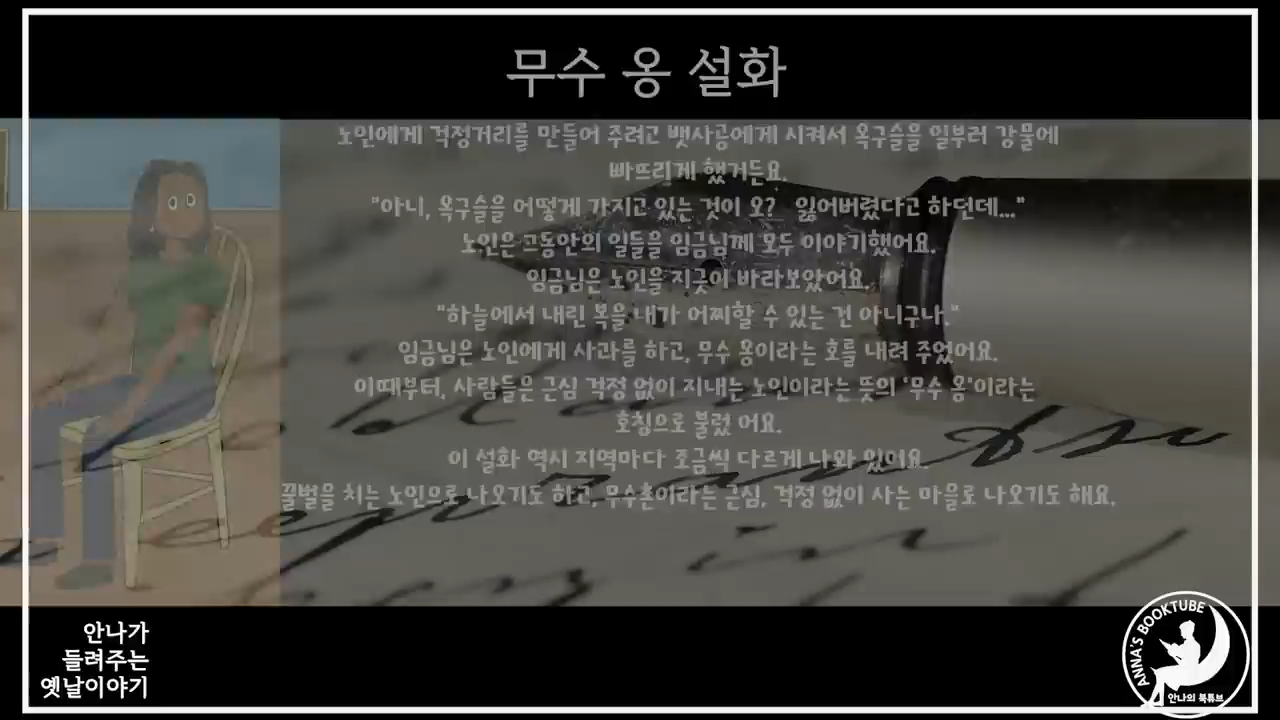 무수 옹 설화
노인에게 걱정거리를 만들어 주려고 뱃사공에게 시켜서 옥구슬을 일부러 강물에
빠뜨리게 했거든요.
"아니, 옥구슬을 어떻게 가지고 있는 것이 오? 잃어버렸다고 하던데..."
노인은 그동안의 일들을 임금님께 모두 이야기했어요.
임금님은 노인을 지긋이 바라보았어요.
"하늘에서 내린 복을 내가 어찌할 수 있는 건 아니구나."
임금님은 노인에게 사과를 하고, 무수 옹이라는 호를 내려 주었어요.
이때부터, 사람들은 근심 걱정 없이 지내는 노인이라는 뜻의 '무수 옹'이라는
호칭으로 불렀 어요.
이 설화 역시 지역마다 조금씩 다르게 나와 있어요.
꿀벌을 치는 노인으로 나오기도 하고, 무수촌이라는 근심, 걱정 없이 사는 마을로 나오기도 해요.
안나가
들려주는
옛날이야기
ANNA'S BOOKTUBE
안나의 북튜브